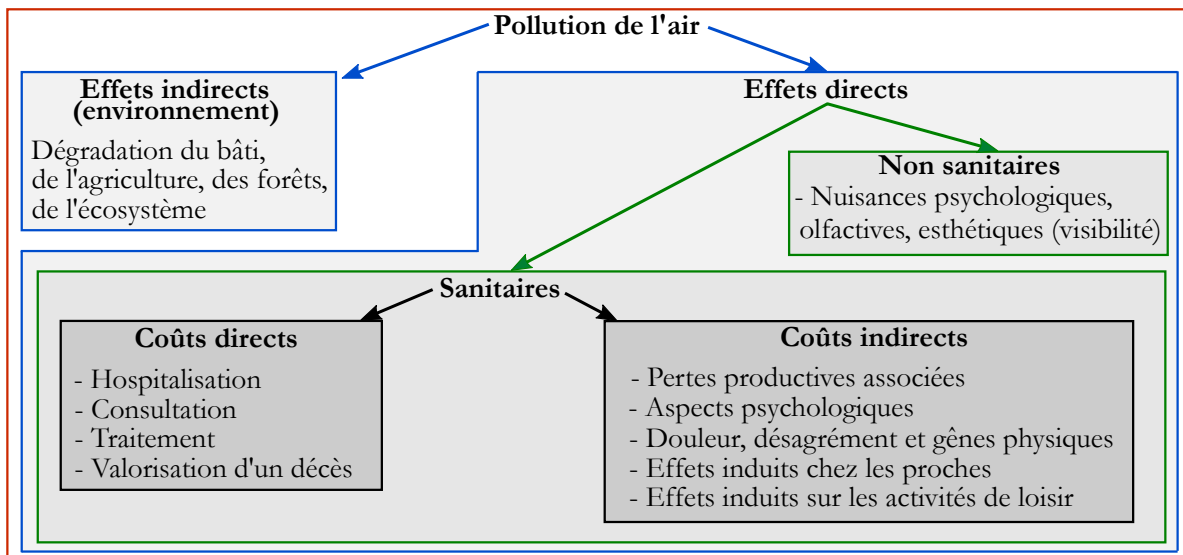 Pollution de l'air
Effets indirects
(environnement)
Dégradation du bâti,
de l'agriculture, des forêts,
de l'écosystème
Effets directs
Non sanitaires
- Nuisances psychologiques,
olfactives, esthétiques (visibilité)
Sanitaires
Coûts directs
- Hospitalisation
- Consultation
- Traitement
- Valorisation d'un décès
Coûts indirects
- Pertes productives associées
- Aspects psychologiques
- Douleur, désagrément et gênes physiques
- Effets induits chez les proches
- Effets induits sur les activités de loisir